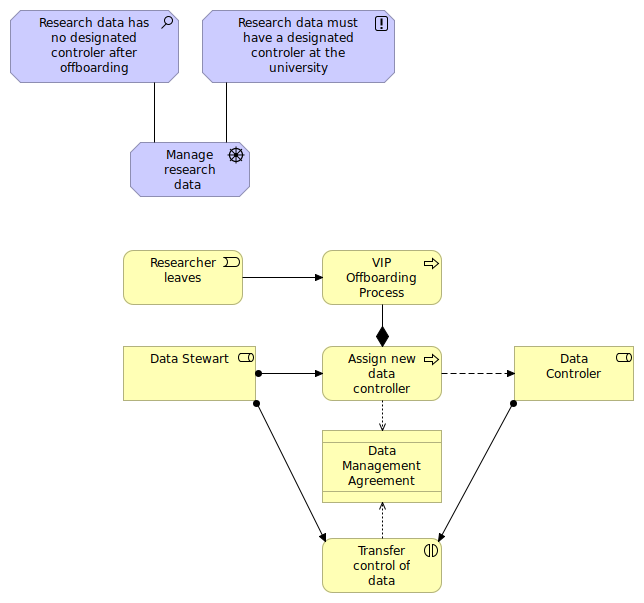 Research data has
no designated
controler after
offboarding
Research data must
have a designated
controler at the
university
Manage
research
data
Researcher
leaves
VIP
Offboarding
Process
Data Stewart
Assign new
data
controller
Data
Controler
Data
Management
Agreement
Transfer
control of
data